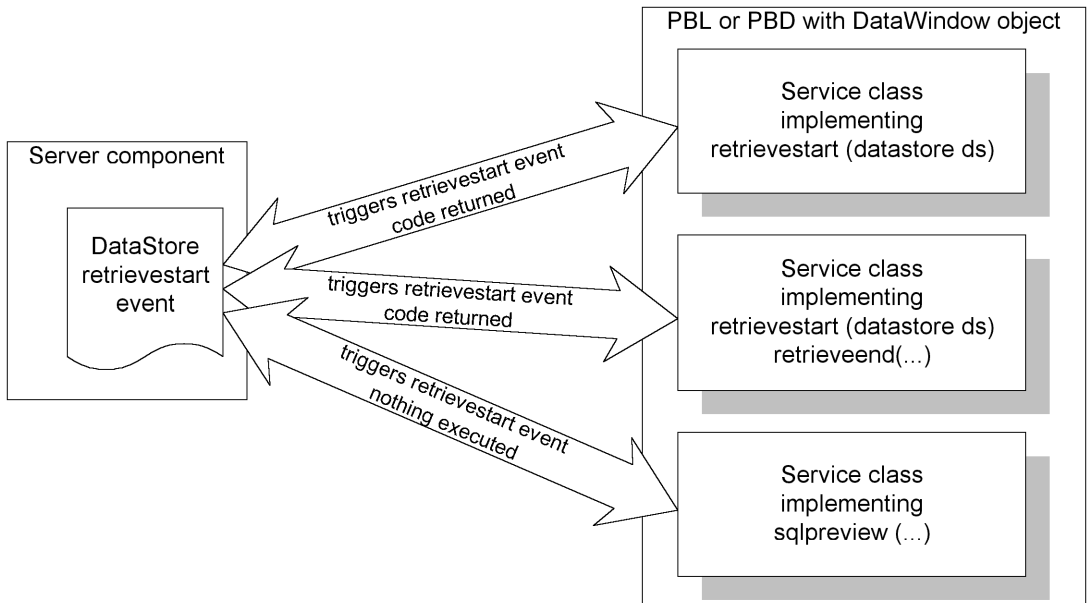 Server component
DataStore
retrievestart
event
triggers retrievestart event
code returned
triggers retrievestart event
code returned
triggers retrievestart event
nothing executed
PBL or PBD with DataWindow object
Service class
implementing
retrievestart (datastore ds)
Service class
implementing
retrievestart (datastore ds)
retrieveend(...)
Service class
implementing
sqlpreview (...)